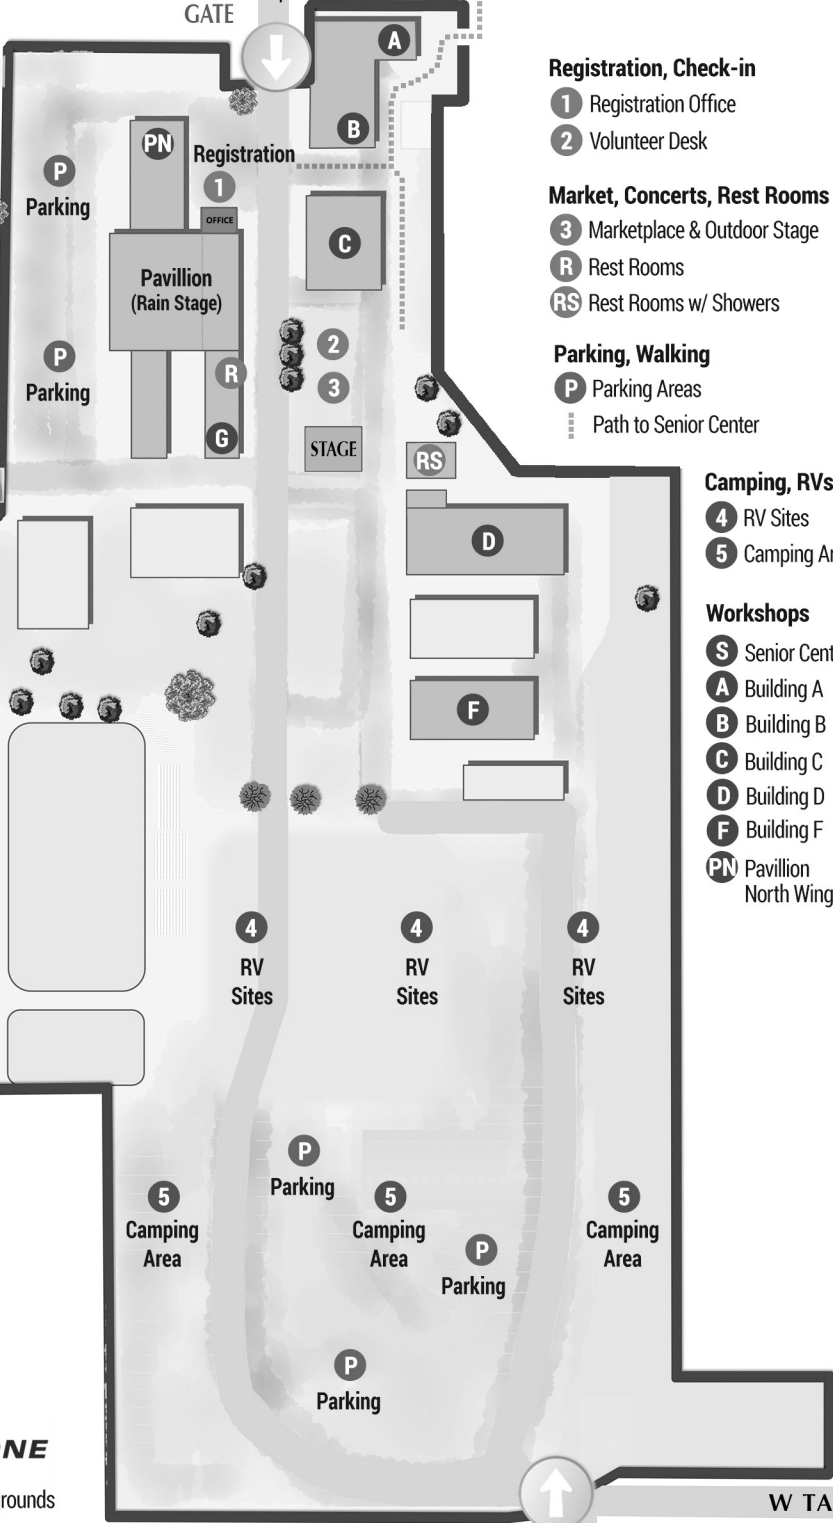 GATE
A
B
PN
Registration
1
OFFICE
P
Parking
C
Pavillion
(Rain Stage)
P
Parking
R
2
3
G
STAGE
RS
D
F
4
RV
Sites
4
RV
Sites
4
RV
Sites
P
Parking
5
Camping
Area
5
Camping
Area
5
Camping
Area
P
Parking
P
Parking
Registration, Check-in
1 Registration Office
2 Volunteer Desk
Market, Concerts, Rest Rooms
3 Marketplace & Outdoor Stage
R Rest Rooms
RS Rest Rooms w/ Showers
Parking, Walking
P Parking Areas
Path to Senior Center
Camping, RVs
4 RV Sites
5 Camping Ar
Workshops
S Senior Cent
A Building A
B Building B
C Building C
D Building D
F Building F
PN Pavillion
North Wing
NE
rounds
W TA